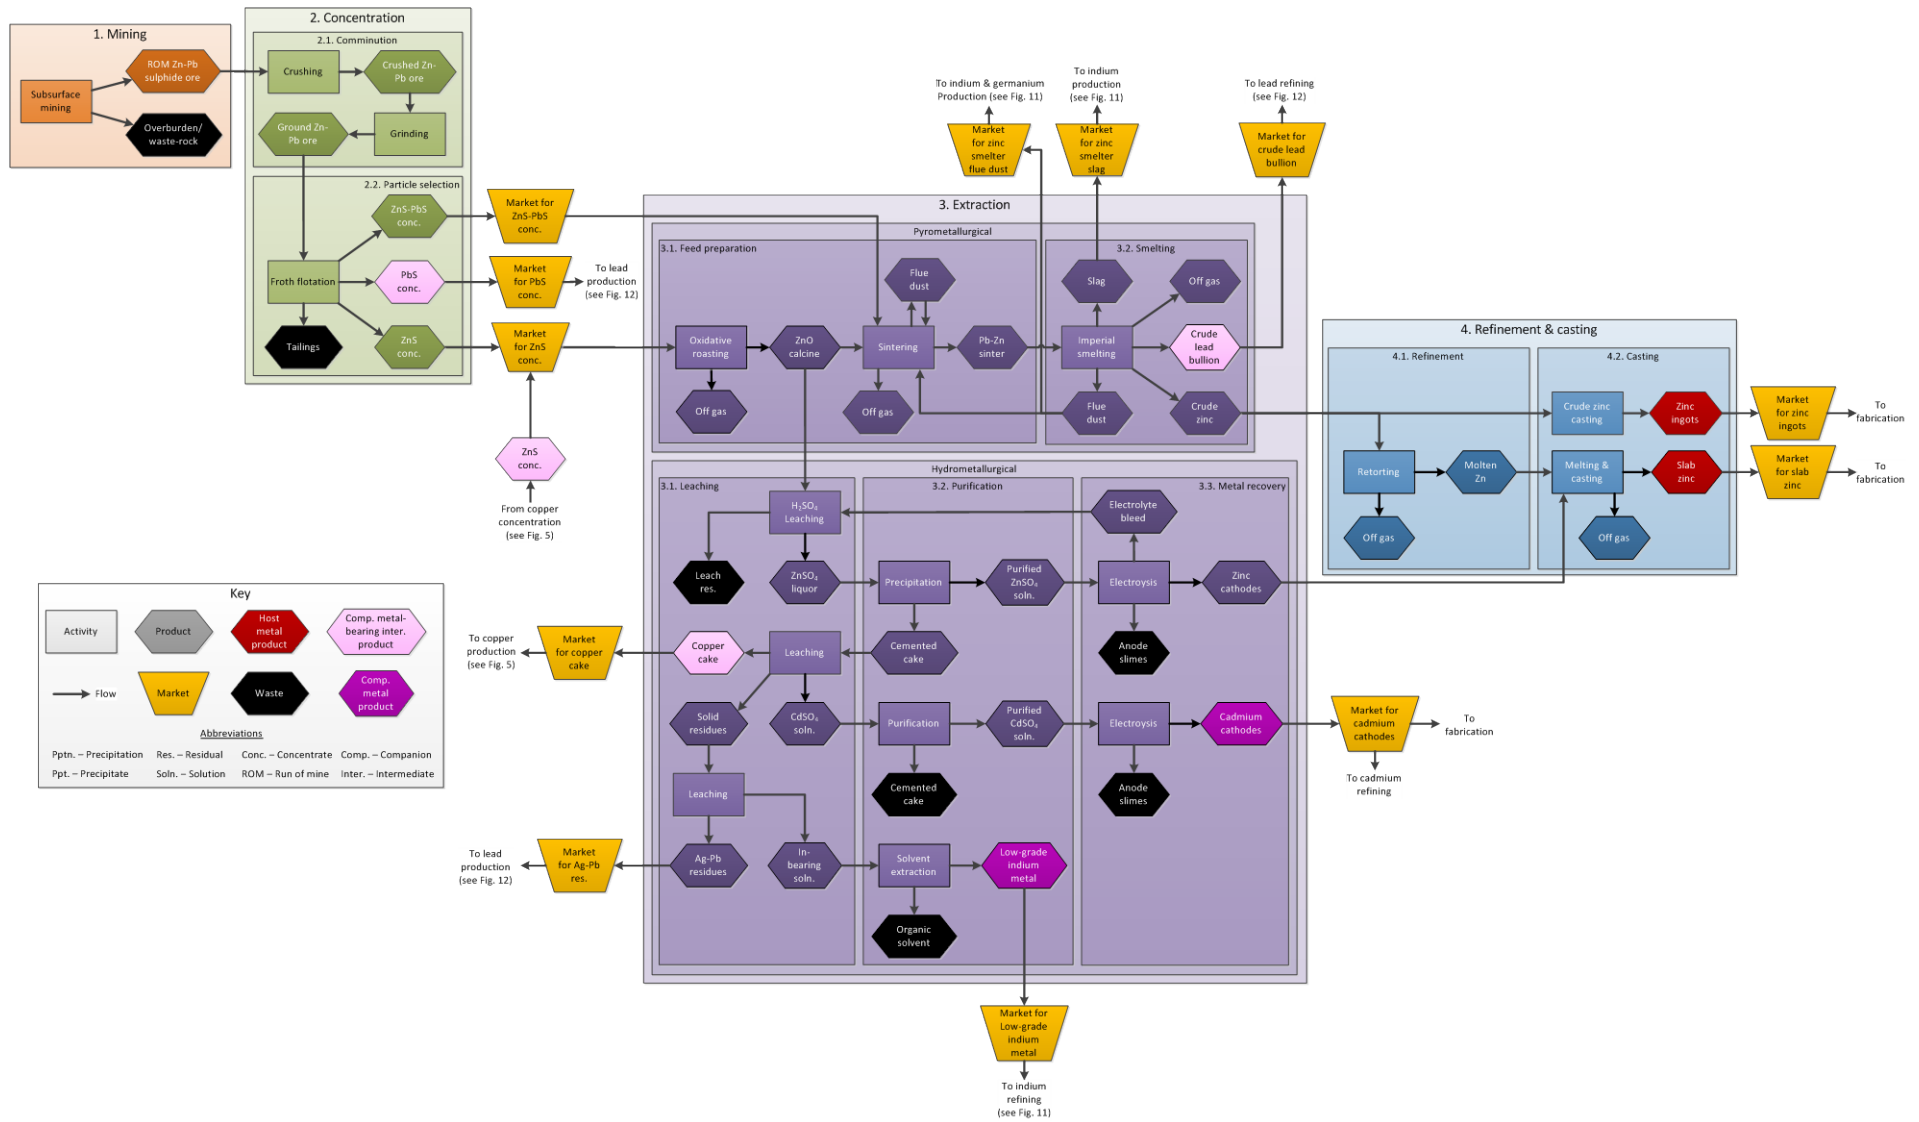 1. Mining
Subsurface
mining
ROM Zn-Pb
sulphide ore
Overburden/
waste-rock
2. Concentration
2.1. Comminution
Crushing
Crushed Zn-
Pb ore
Ground Zn-
Pb ore
Grinding
2.2. Particle selection
ZnS-PbS
conc.
Froth flotation
PbS
conc.
Tailings
ZnS
conc.
Market for
ZnS-PbS
conc.
Market
for PbS
conc.
To lead
production
(see Fig. 12)
Market
for ZnS
conc.
ZnS
conc.
From copper
concentration
(see Fig. 5)
To indium & germanium
Production (see Fig. 11)
Market
for zinc
smelter
flue dust
To indium
production
(see Fig. 11)
Market
for zinc
smelter
slag
To lead refining
(see Fig. 12)
Market for
crude lead
bullion
3. Extraction
Pyrometallurgical
3.1. Feed preparation
Oxidative
roasting
Off gas
ZnO
calcine
Flue
dust
Sintering
Off gas
Pb-Zn
sinter
3.2. Smelting
Slag
Off gas
Imperial
smelting
Crude
lead
bullion
Flue
dust
Crude
zinc
Hydrometallurgical
3.1. Leaching
H₂SO₄
Leaching
Leach
res.
ZnSO₄
liquor
Copper
cake
Leaching
Solid
residues
CdSO₄
soln.
Leaching
Ag-Pb
residues
In-
bearing
soln.
3.2. Purification
Precipitation
Purified
ZnSO₄
soln.
Cemented
cake
Purification
Purified
CdSO₄
soln.
Cemented
cake
Solvent
extraction
Low-grade
indium
metal
Organic
solvent
3.3. Metal recovery
Electrolyte
bleed
Electroysis
Zinc
cathodes
Anode
slimes
Electroysis
Cadmium
cathodes
Anode
slimes
To copper
production
(see Fig. 5)
Market
for copper
cake
To lead
production
(see Fig. 12)
Market
for Ag-Pb
res.
Market for
Low-grade
indium
metal
To indium
refining
(see Fig. 11)
Market for
cadmium
cathodes
To
fabrication
To cadmium
refining
4. Refinement & casting
4.1. Refinement
Retorting
Molten
Zn
Off gas
4.2. Casting
Crude zinc
casting
Zinc
ingots
Melting &
casting
Slab
zinc
Off gas
Market
for zinc
ingots
To
fabrication
Market
for slab
zinc
To
fabrication
Key
Activity
Product
Host
metal
product
Comp. metal-
bearing inter.
product
Flow
Market
Waste
Comp.
metal
product
Abbreviations
Pptn. – Precipitation
Res. – Residual
Conc. – Concentrate
Comp. – Companion
Ppt. – Precipitate
Soln. – Solution
ROM – Run of mine
Inter. – Intermediate